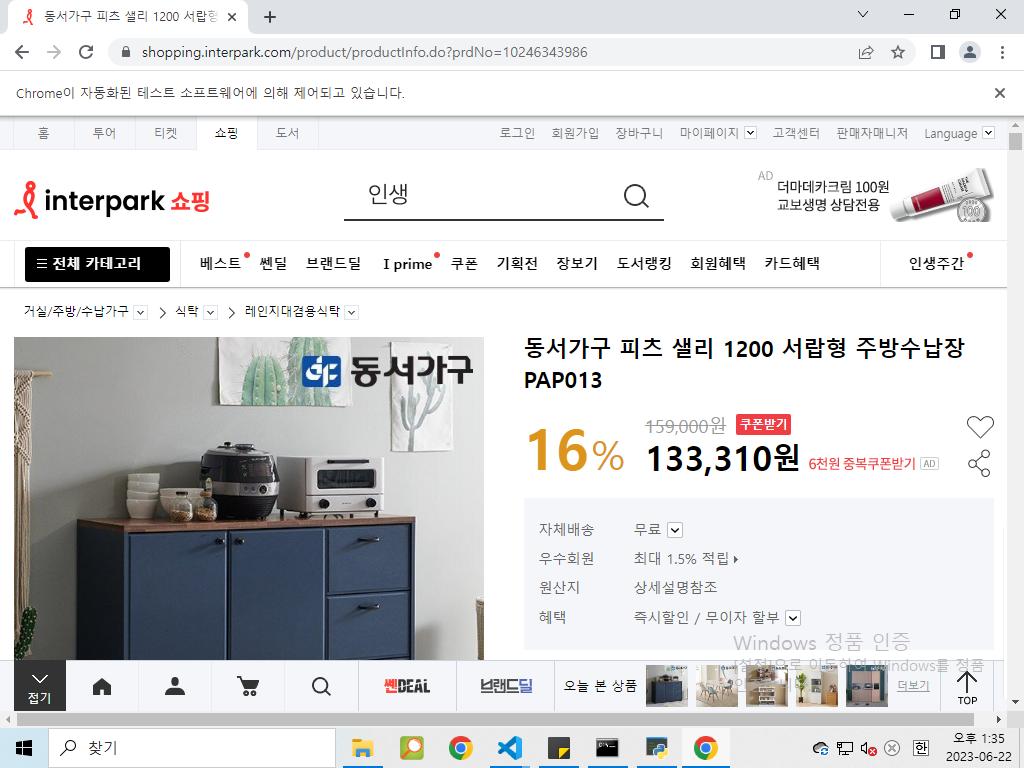 동서가구 피츠 샐리 1200 서랍형
shopping.interpark.com/product/productInfo.do?prdNo=10246343986
Chrome이 자동화된 테스트 소프트웨어에 의해 제어되고 있습니다.
홈 투어 티켓 쇼핑 도서 로그인 회원가입 장바구니 마이페이지 고객센터 판매자매니저 Language
interpark 쇼핑
인생
AD
더마데카크림 100원
교보생명 상담전용
100
전체 카테고리 베스트 쎈딜 브랜드딜 I prime 쿠폰 기획전 장보기 도서랭킹 회원혜택 카드혜택 인생주간
거실/주방/수납가구 식탁 레인지대겸용식탁
동서가구
동서가구 피츠 샐리 1200 서랍형 주방수납장
PAP013
16%
159,000원 쿠폰받기
133,310원 6천원 중복쿠폰받기 AD
자체배송 무료
우수회원 최대 1.5% 적립
원산지 상세설명참조
혜택 즉시할인 / 무이자 할부
Windows 정품 인증
[설정]으로 이동하여 Windows를 정품
접기
쎈DEAL
브랜드딜
오늘 본 상품
더보기
TOP
찾기
한
오후 1:35
2023-06-22